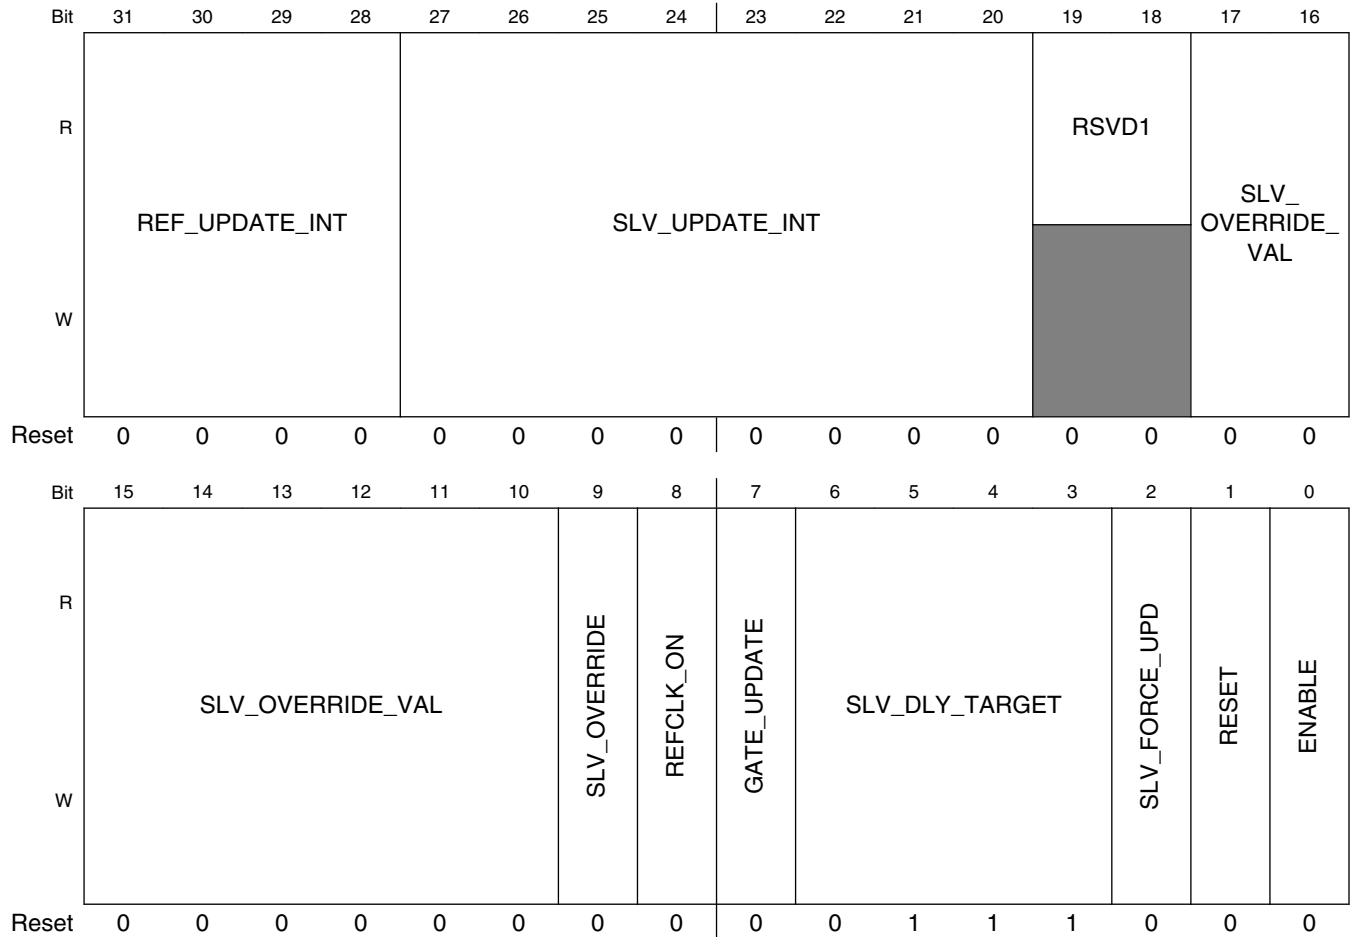 Bit 31 30 29 28 27 26 25 24 23 22 21 20 19 18 17 16
R
RSVD1
REF_UPDATE_INT
SLV_UPDATE_INT
SLV_
OVERRIDE_
VAL
W
Reset 0 0 0 0 0 0 0 0 0 0 0 0 0 0 0 0
Bit 15 14 13 12 11 10 9 8 7 6 5 4 3 2 1 0
R
SLV_OVERRIDE_VAL
SLV_OVERRIDE
REFCLK_ON
GATE_UPDATE
SLV_DLY_TARGET
SLV_FORCE_UPD
RESET
ENABLE
W
Reset 0 0 0 0 0 0 0 0 0 0 1 1 1 0 0 0